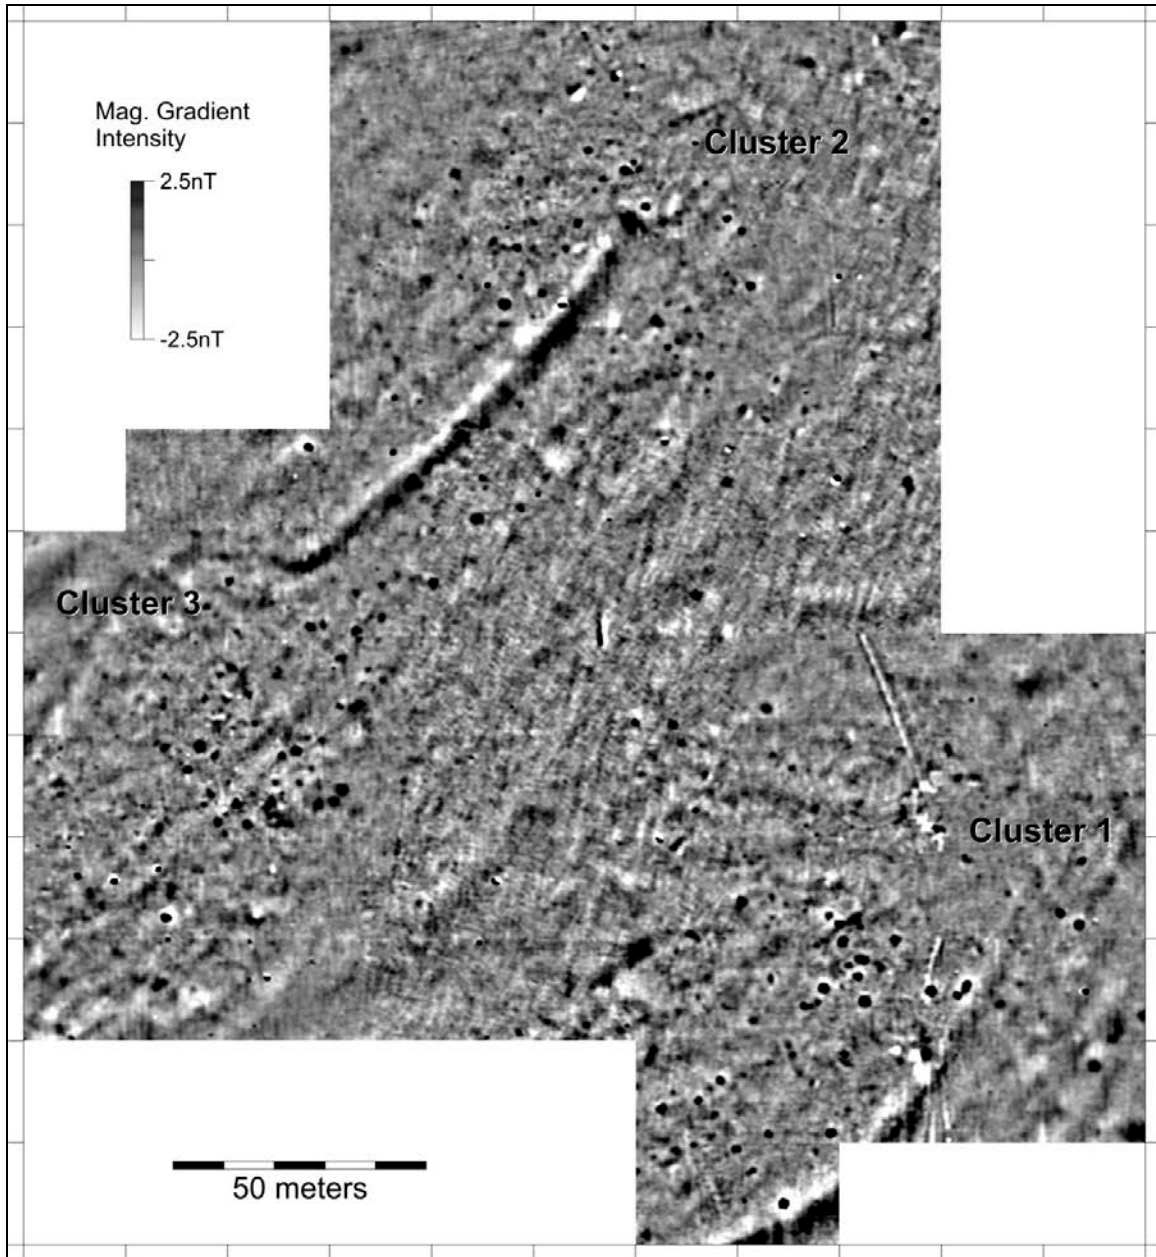 Mag. Gradient
Intensity
2.5nT
-2.5nT
Cluster 2
Cluster 3
Cluster 1
50 meters